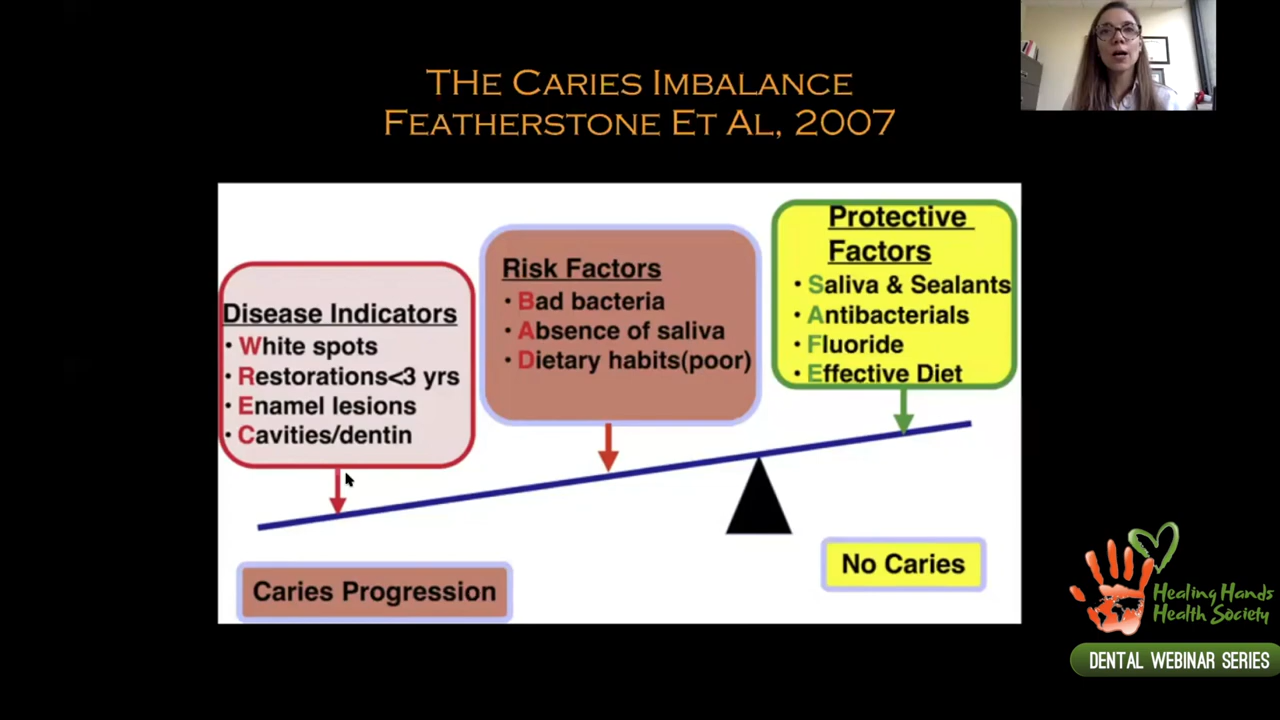 THe Caries Imbalance
Featherstone Et Al, 2007
Disease Indicators
• White spots
• Restorations<3 yrs
• Enamel lesions
• Cavities/dentin
Risk Factors
• Bad bacteria
• Absence of saliva
• Dietary habits(poor)
Protective
Factors
• Saliva & Sealants
• Antibacterials
• Fluoride
• Effective Diet
Caries Progression
No Caries
Healing Hands
Health Society
DENTAL WEBINAR SERIES